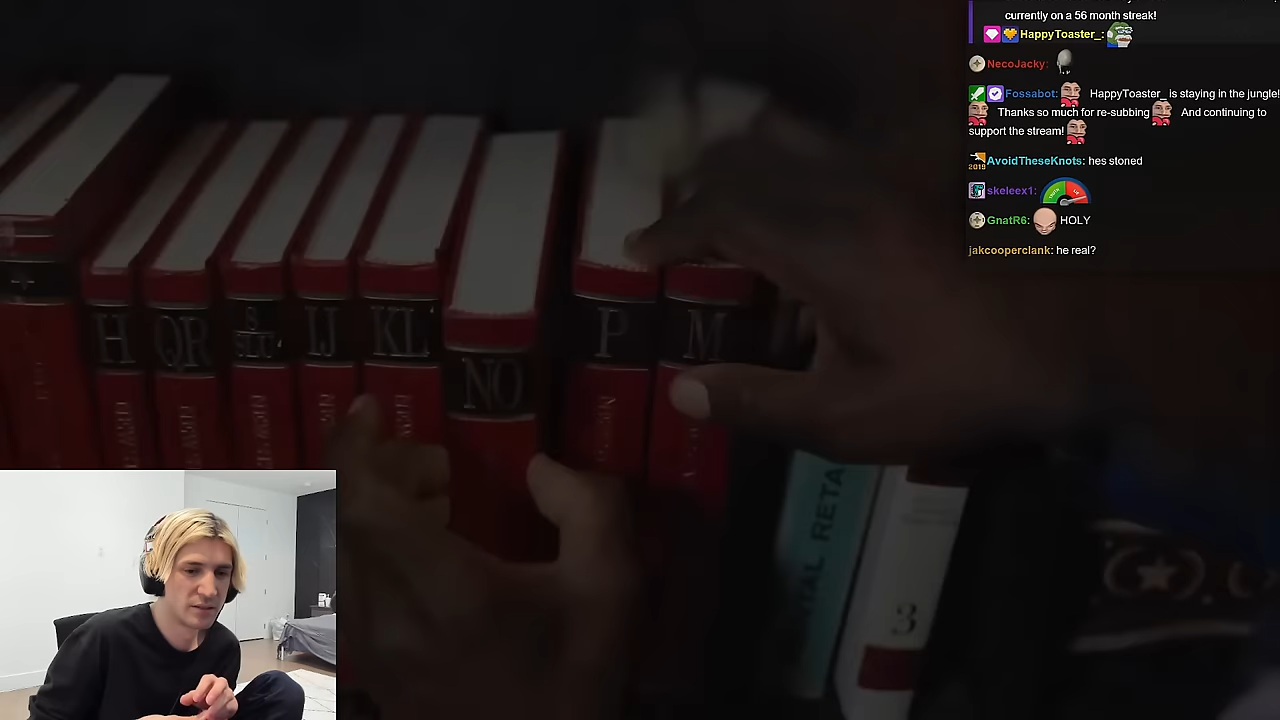 currently on a 56 month streak!
HappyToaster_:
NecoJacky:
Fossabot: HappyToaster_ is staying in the jungle!
Thanks so much for re-subbing And continuing to
support the stream!
2019 AvoidTheseKnots: hes stoned
skeleex1:
GnatR6: HOLY
jakcooperclank: he real?
H
QR
S
IJ
KL
NO
P
M
3